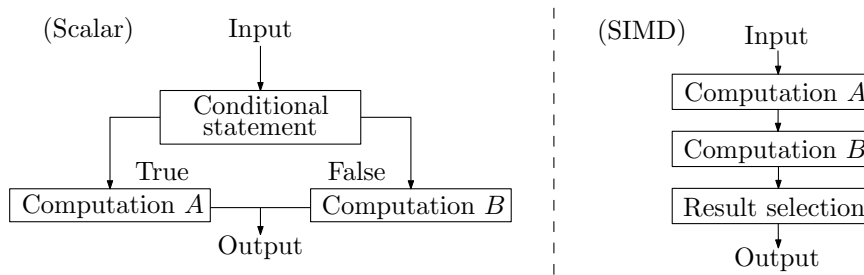 (Scalar)
Input
Conditional
statement
True
False
Computation A
Computation B
Output
(SIMD)
Input
Computation A
Computation B
Result selection
Output